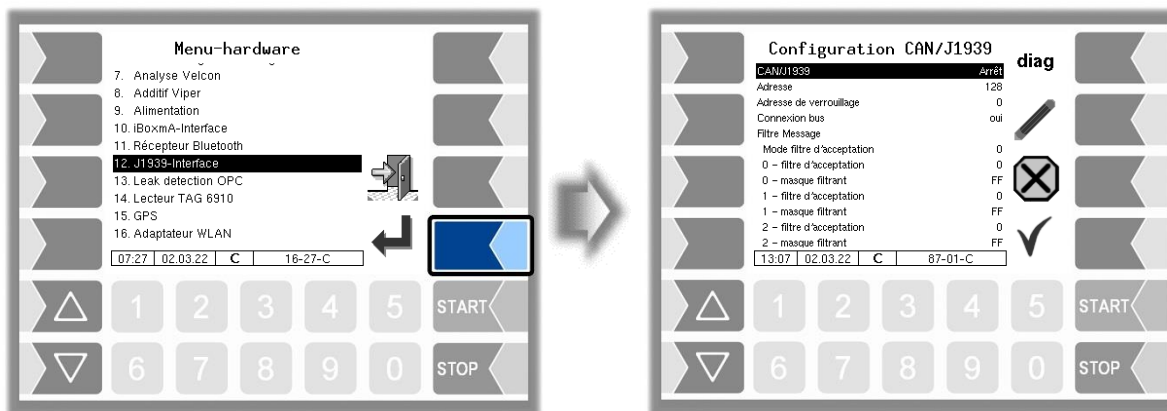 Menu-hardware
7. Analyse Velcon
8. Additif Viper
9. Alimentation
10. iBoxmA-Interface
11. Récepteur Bluetooth
12. J1939-Interface
13. Leak detection OPC
14. Lecteur TAG 6910
15. GPS
16. Adaptateur WLAN
07:27 02.03.22 C 16-27-C
1 2 3 4 5 START
6 7 8 9 0 STOP
Configuration CAN/J1939
diag
CAN/J1939 Arrêt
Adresse 128
Adresse de verrouillage 0
Connexion bus oui
Filtre Message
Mode filtre d'acceptation 0
0 - filtre d'acceptation 0
0 - masque filtrant FF
1 - filtre d'acceptation 0
1 - masque filtrant FF
2 - filtre d'acceptation 0
2 - masque filtrant FF
13:07 02.03.22 C 87-01-C
1 2 3 4 5 START
6 7 8 9 0 STOP